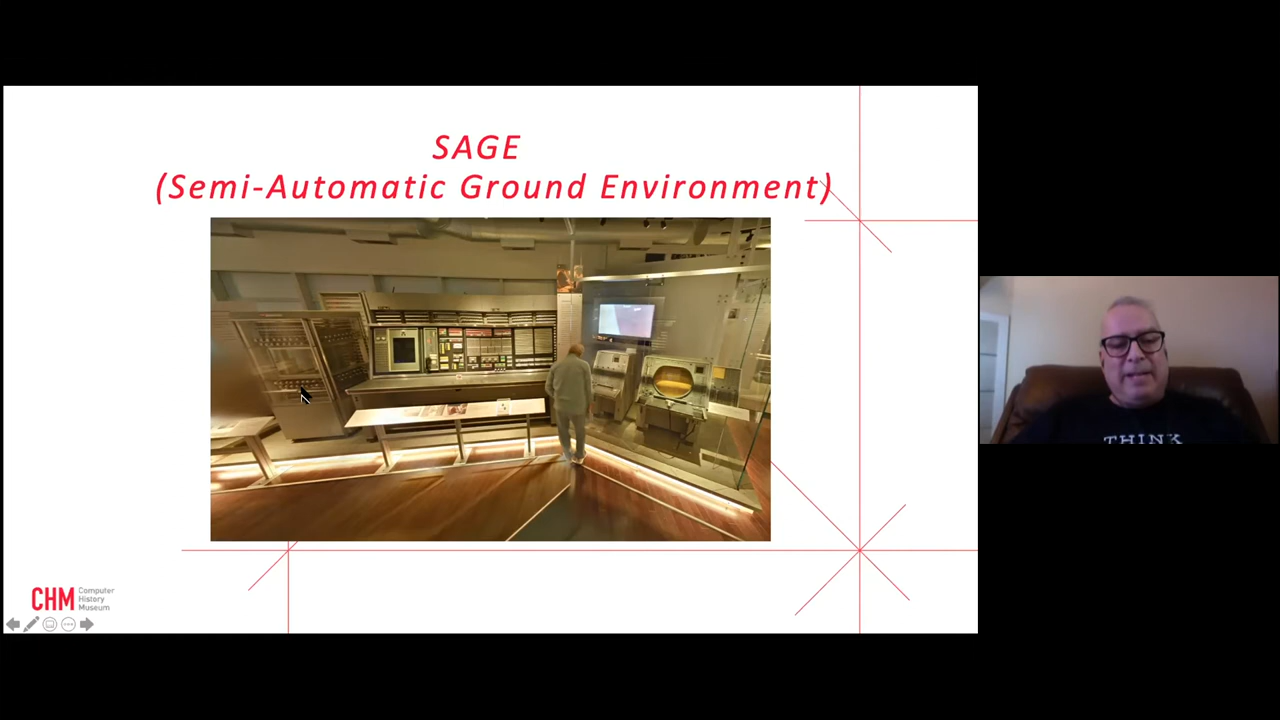 SAGE
(Semi-Automatic Ground Environment)
THINK
CHM Computer
History
Museum